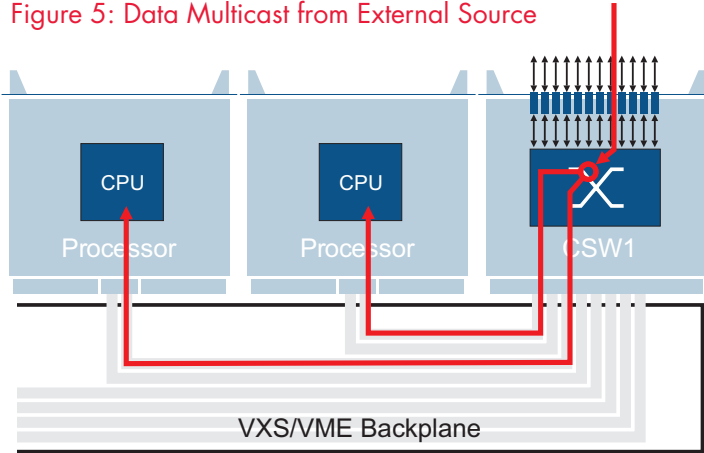 Figure 5: Data Multicast from External Source
CPU
CPU
Processor
Processor
CSW1
VXS/VME Backplane